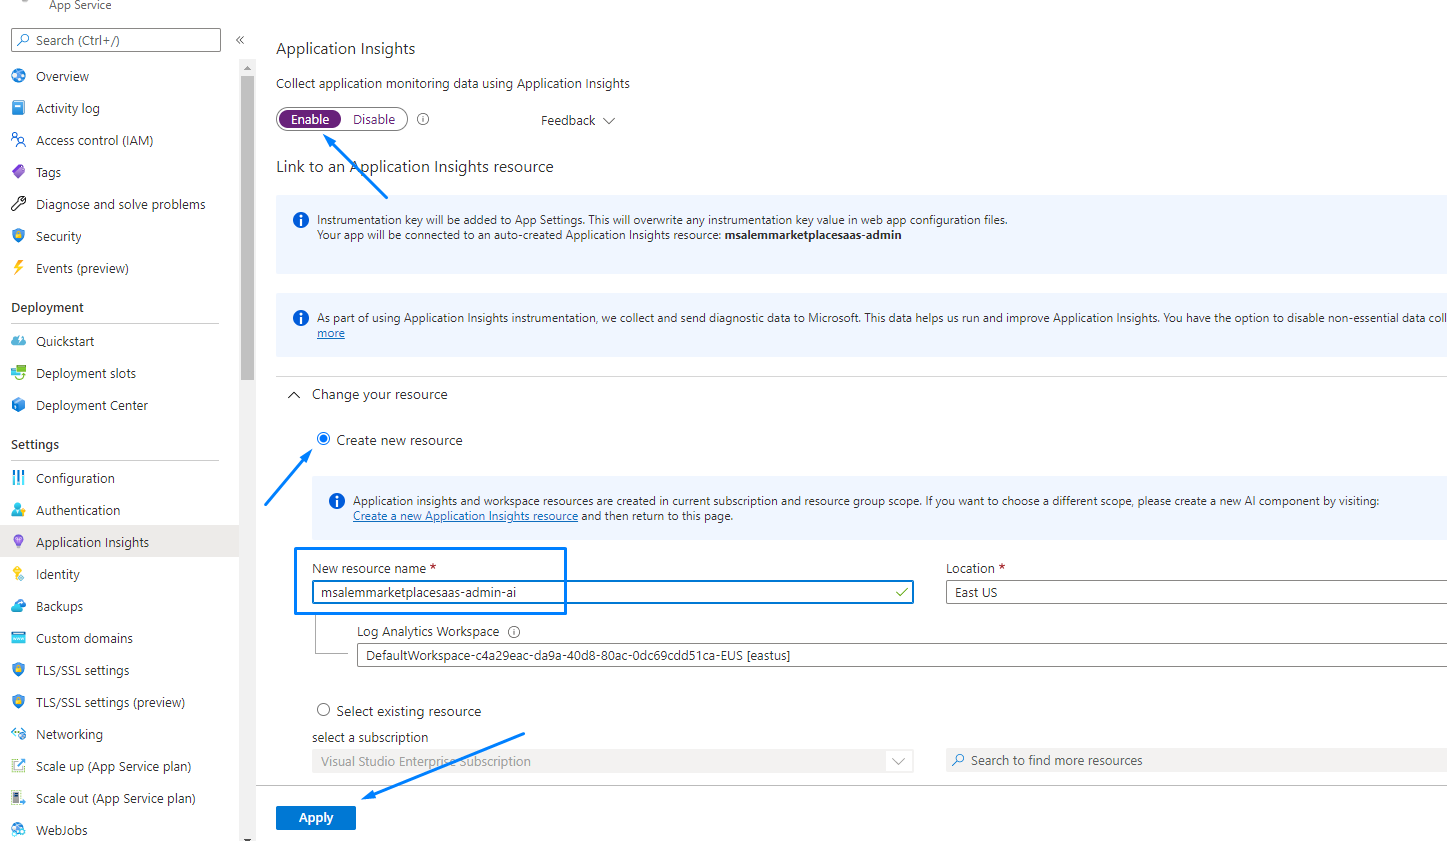 App Service
Search (Ctrl+/)
«
Overview
Activity log
Access control (IAM)
Tags
Diagnose and solve problems
Security
Events (preview)
Deployment
Quickstart
Deployment slots
Deployment Center
Settings
Configuration
Authentication
Application Insights
Identity
Backups
Custom domains
TLS/SSL settings
TLS/SSL settings (preview)
Networking
Scale up (App Service plan)
Scale out (App Service plan)
WebJobs
Application Insights
Collect application monitoring data using Application Insights
Enable Disable
Feedback
Link to an Application Insights resource
Instrumentation key will be added to App Settings. This will overwrite any instrumentation key value in web app configuration files.
Your app will be connected to an auto-created Application Insights resource: msalemmarketplacesaas-admin
As part of using Application Insights instrumentation, we collect and send diagnostic data to Microsoft. This data helps us run and improve Application Insights. You have the option to disable non-essential data coll
more
Change your resource
Create new resource
Application insights and workspace resources are created in current subscription and resource group scope. If you want to choose a different scope, please create a new AI component by visiting:
Create a new Application Insights resource and then return to this page.
New resource name *
msalemmarketplacesaas-admin-ai
Location *
East US
Log Analytics Workspace
DefaultWorkspace-c4a29eac-da9a-40d8-80ac-0dc69cdd51ca-EUS [eastus]
Select existing resource
select a subscription
Visual Studio Enterprise Subscription
Search to find more resources
Apply